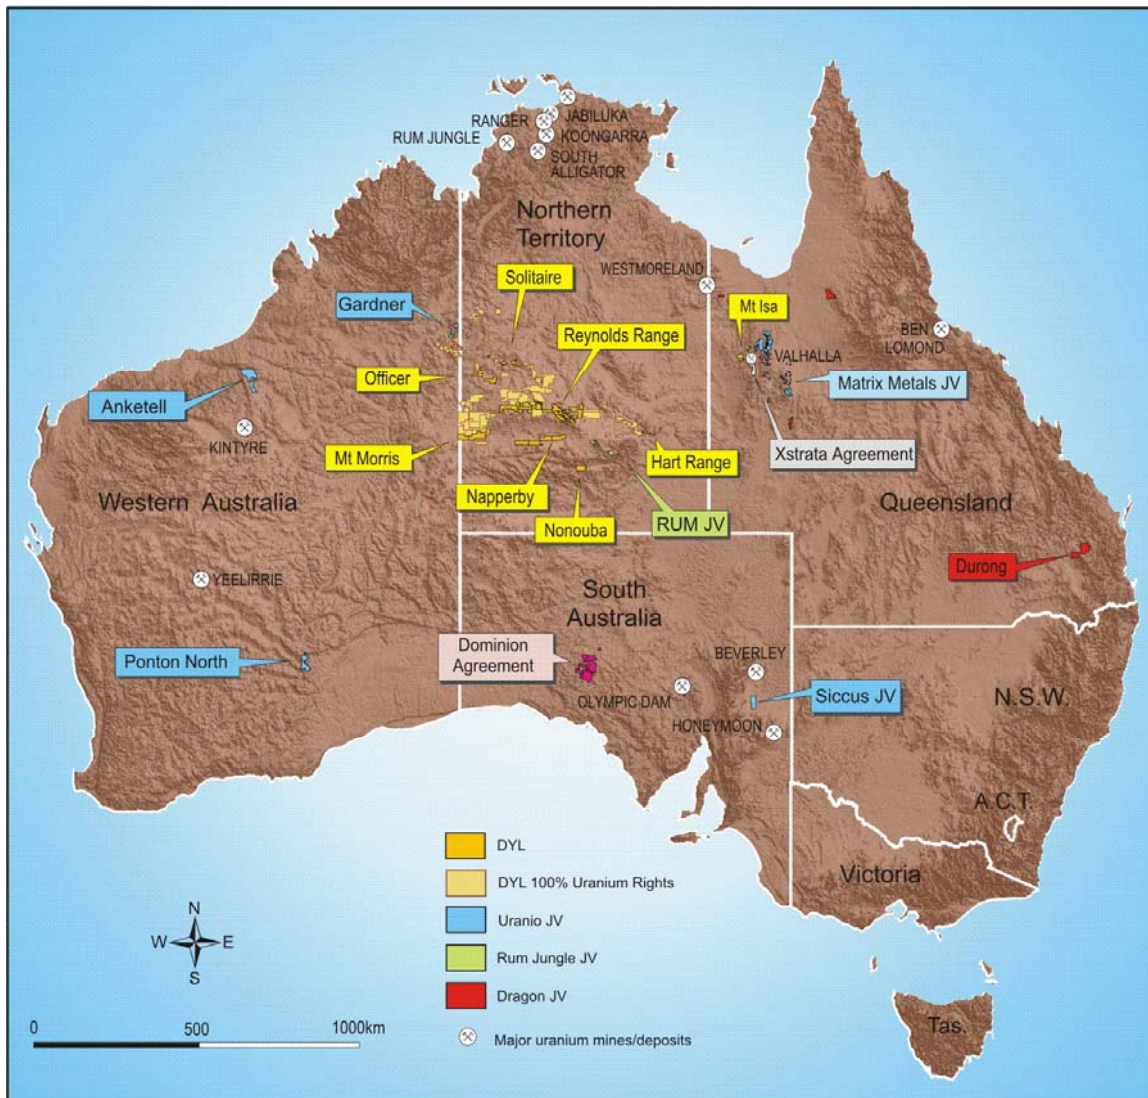 JABILUKA
RANGER
KOONGARRA
RUM JUNGLE
SOUTH
ALLIGATOR
Northern
Territory
WESTMORELAND
Solitaire
Gardner
Mt Isa
Reynolds Range
BEN
LOMOND
VALHALLA
Officer
Matrix Metals JV
Anketell
KINTYRE
Mt Morris
Hart Range
Xstrata Agreement
Western Australia
Napperby
Queensland
Nonouba
RUM JV
Durong
YEELIRRIE
South
Australia
Dominion
Agreement
BEVERLEY
Ponton North
OLYMPIC DAM
Siccus JV
N.S.W.
HONEYMOON
A.C.T.
Victoria
DYL
DYL 100% Uranium Rights
Uranio JV
Rum Jungle JV
Dragon JV
Major uranium mines/deposits
N
W
E
S
0 500 1000km
Tas.